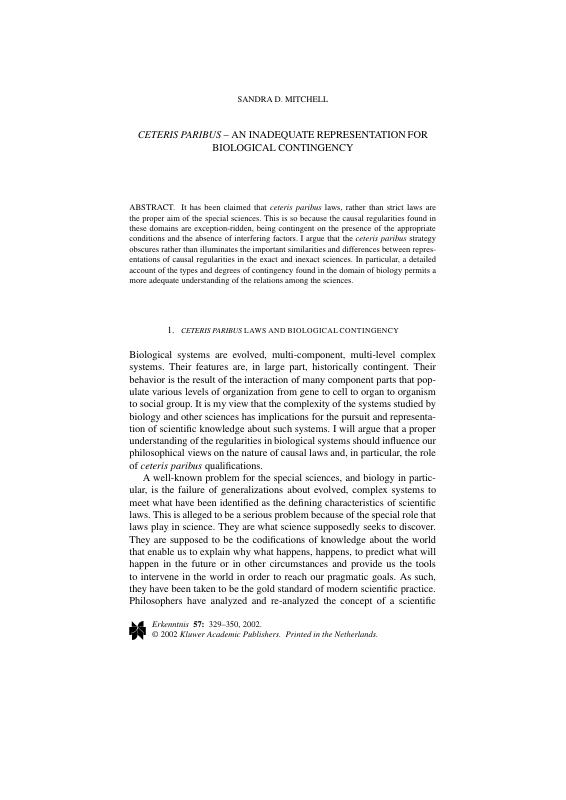 SANDRA D. MITCHELL
CETERIS PARIBUS – AN INADEQUATE REPRESENTATION FOR
BIOLOGICAL CONTINGENCY
ABSTRACT. It has been claimed that ceteris paribus laws, rather than strict laws are
the proper aim of the special sciences. This is so because the causal regularities found in
these domains are exception-ridden, being contingent on the presence of the appropriate
conditions and the absence of interfering factors. I argue that the ceteris paribus strategy
obscures rather than illuminates the important similarities and differences between repres-
entations of causal regularities in the exact and inexact sciences. In particular, a detailed
account of the types and degrees of contingency found in the domain of biology permits a
more adequate understanding of the relations among the sciences.
1. CETERIS PARIBUS LAWS AND BIOLOGICAL CONTINGENCY
Biological systems are evolved, multi-component, multi-level complex
systems. Their features are, in large part, historically contingent. Their
behavior is the result of the interaction of many component parts that pop-
ulate various levels of organization from gene to cell to organ to organism
to social group. It is my view that the complexity of the systems studied by
biology and other sciences has implications for the pursuit and representa-
tion of scientific knowledge about such systems. I will argue that a proper
understanding of the regularities in biological systems should influence our
philosophical views on the nature of causal laws and, in particular, the role
of ceteris paribus qualifications.
A well-known problem for the special sciences, and biology in partic-
ular, is the failure of generalizations about evolved, complex systems to
meet what have been identified as the defining characteristics of scientific
laws. This is alleged to be a serious problem because of the special role that
laws play in science. They are what science supposedly seeks to discover.
They are supposed to be the codifications of knowledge about the world
that enable us to explain why what happens, happens, to predict what will
happen in the future or in other circumstances and provide us the tools
to intervene in the world in order to reach our pragmatic goals. As such,
they have been taken to be the gold standard of modern scientific practice.
Philosophers have analyzed and re-analyzed the concept of a scientific
Erkenntnis 57: 329–350, 2002.
© 2002 Kluwer Academic Publishers. Printed in the Netherlands.